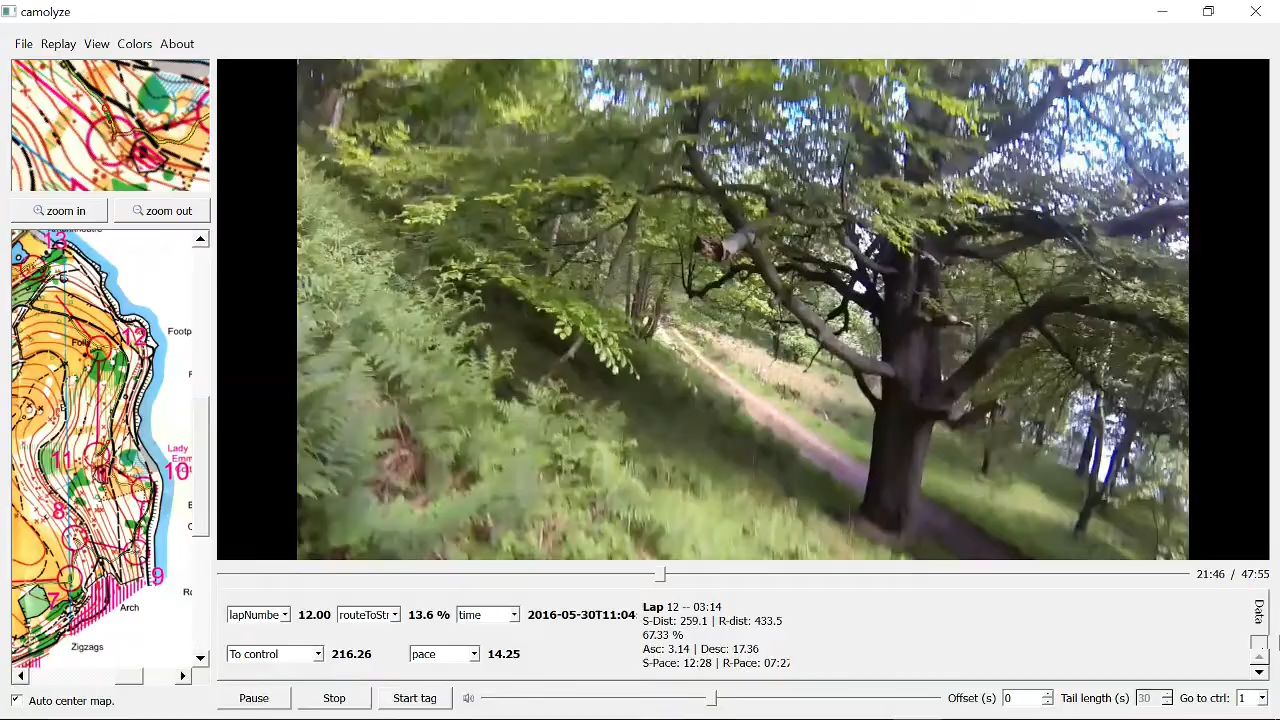 camolyze
File Replay View Colors About
zoom in zoom out
13
12
Footp
Folly
F
11
Lady
Emm
10
8
9
7
Arch
Zigzags
21:46 / 47:55
lapNumbe 12.00 routeToStr 13.6 % time 2016-05-30T11:04
To control 216.26 pace 14.25
Lap 12 -- 03:14
S-Dist: 259.1 | R-dist: 433.5
67.33 %
Asc: 3.14 | Desc: 17.36
S-Pace: 12:28 | R-Pace: 07:27
Data
Auto center map.
Pause Stop Start tag
Offset (s) 0 Tail length (s) 30 Go to ctrl: 1